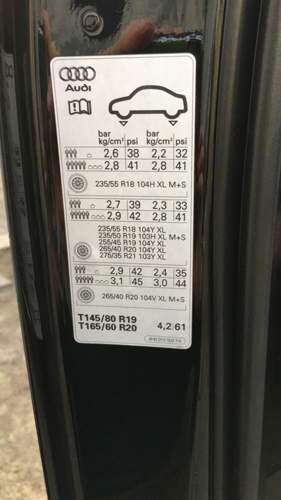 Audi
bar bar
kg/cm² psi kg/cm² psi
2,6 38 2,2 32
2,8 41 2,8 41
235/55 R18 104H XL M+S
2,7 39 2,3 33
2,9 42 2,8 41
235/55 R18 104Y XL
235/50 R19 103H XL M+S
255/45 R19 104Y XL
265/40 R20 104Y XL
275/35 R21 103Y XL
2,9 42 2,4 35
3,1 45 3,0 44
265/40 R20 104V XL M+S
T145/80 R19
T165/60 R20 4,2 61